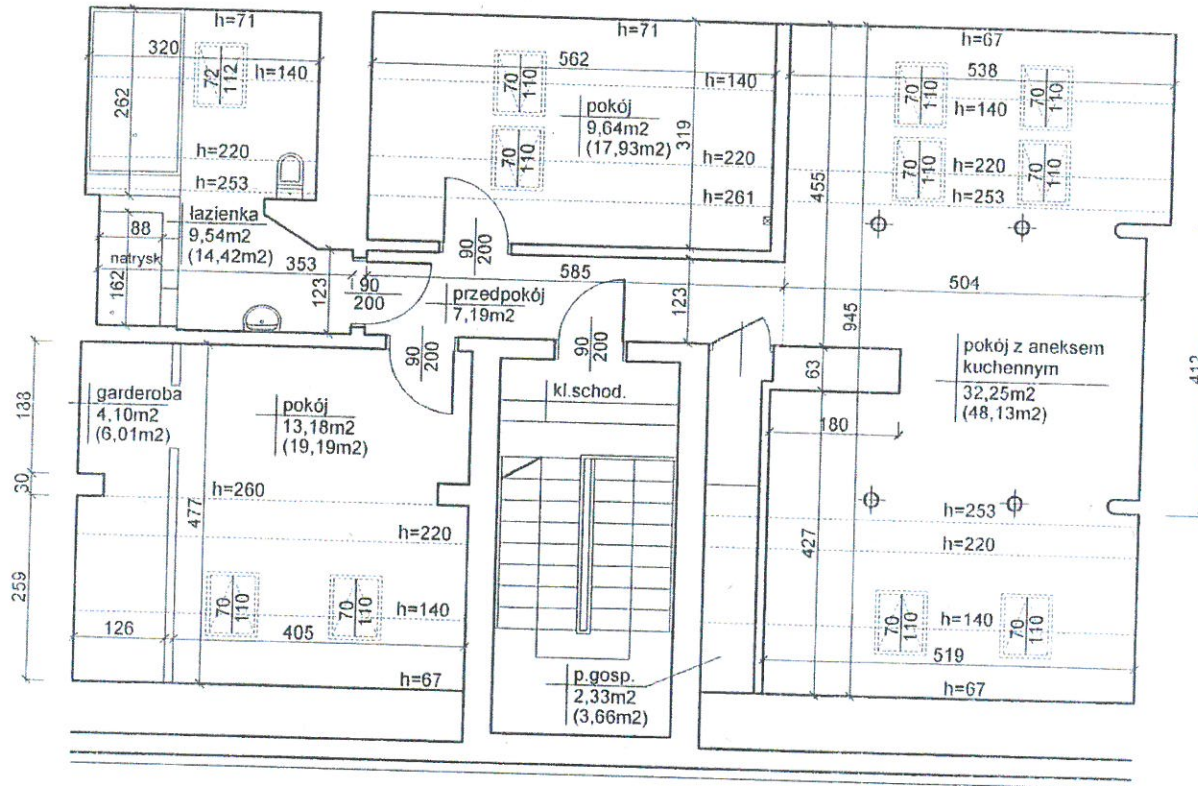 h=71
320
72
112
h=140
262
h=220
h=253
łazienka
9,54m2
(14,42m2)
88
natrysk
162
353
123
90
200
h=71
562
70
110
h=140
pokój
9,64m2
(17,93m2)
319
70
110
h=220
h=261
90
200
585
przedpokój
7,19m2
123
h=67
538
70
110
70
110
h=140
70
110
70
110
h=220
h=253
455
945
504
pokój z aneksem
kuchennym
32,25m2
(48,13m2)
412
63
180
h=253
h=220
427
70
110
h=140
70
110
519
h=67
90
200
90
200
kl.schod.
garderoba
4,10m2
(6,01m2)
pokój
13,18m2
(19,19m2)
188
30
259
477
h=260
h=220
70
110
70
110
h=140
126
405
h=67
p.gosp.
2,33m2
(3,66m2)